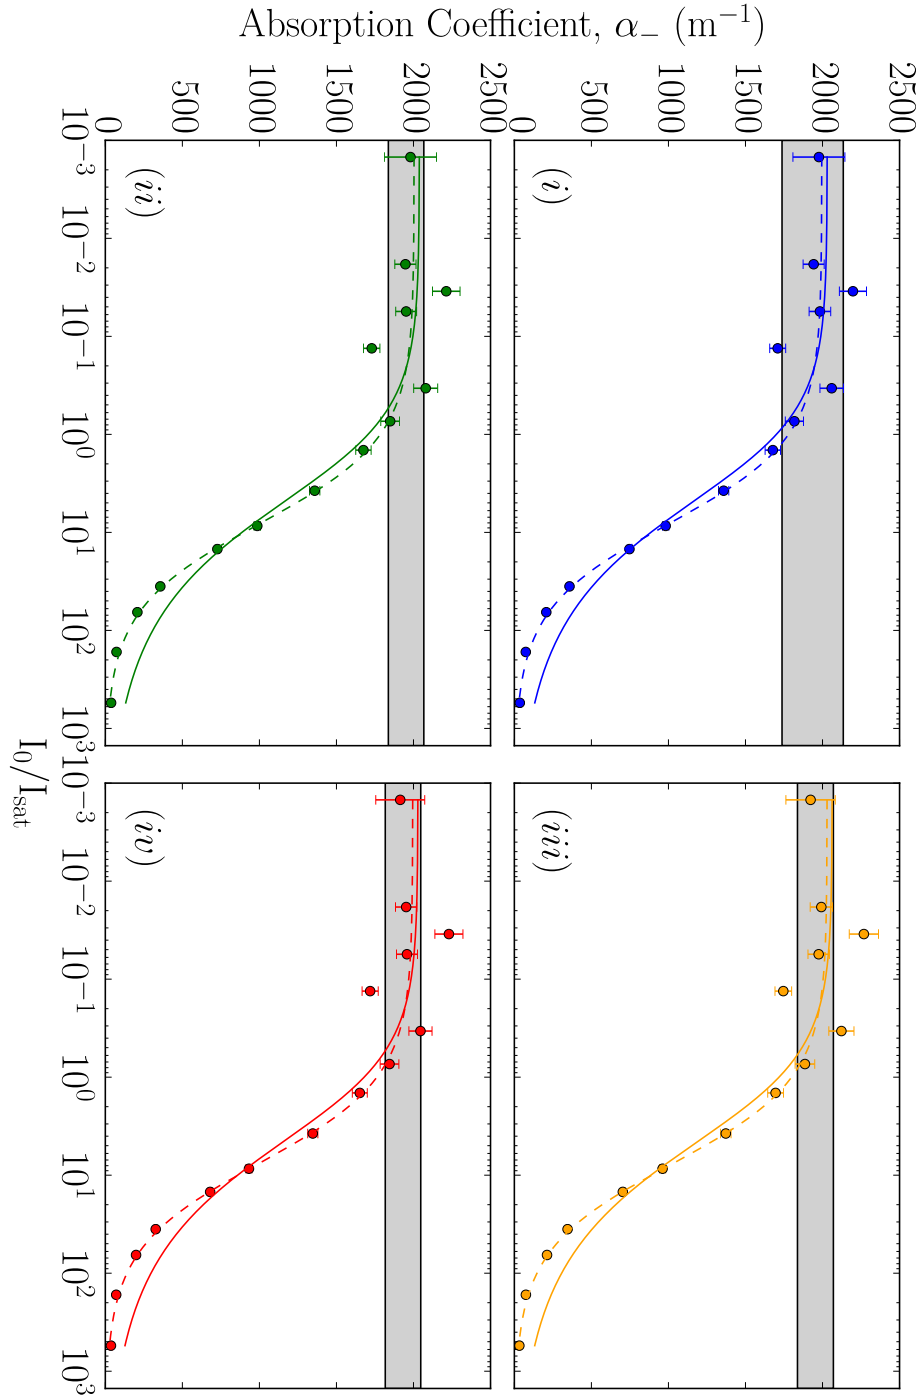 Absorption Coefficient, α₋ (m⁻¹)
2500
2000
1500
1000
500
0
(i)
(iii)
2500
2000
1500
1000
500
0
(ii)
(iv)
10⁻³ 10⁻² 10⁻¹ 10⁰ 10¹ 10² 10³ 10⁻³ 10⁻² 10⁻¹ 10⁰ 10¹ 10² 10³
I₀/I_sat